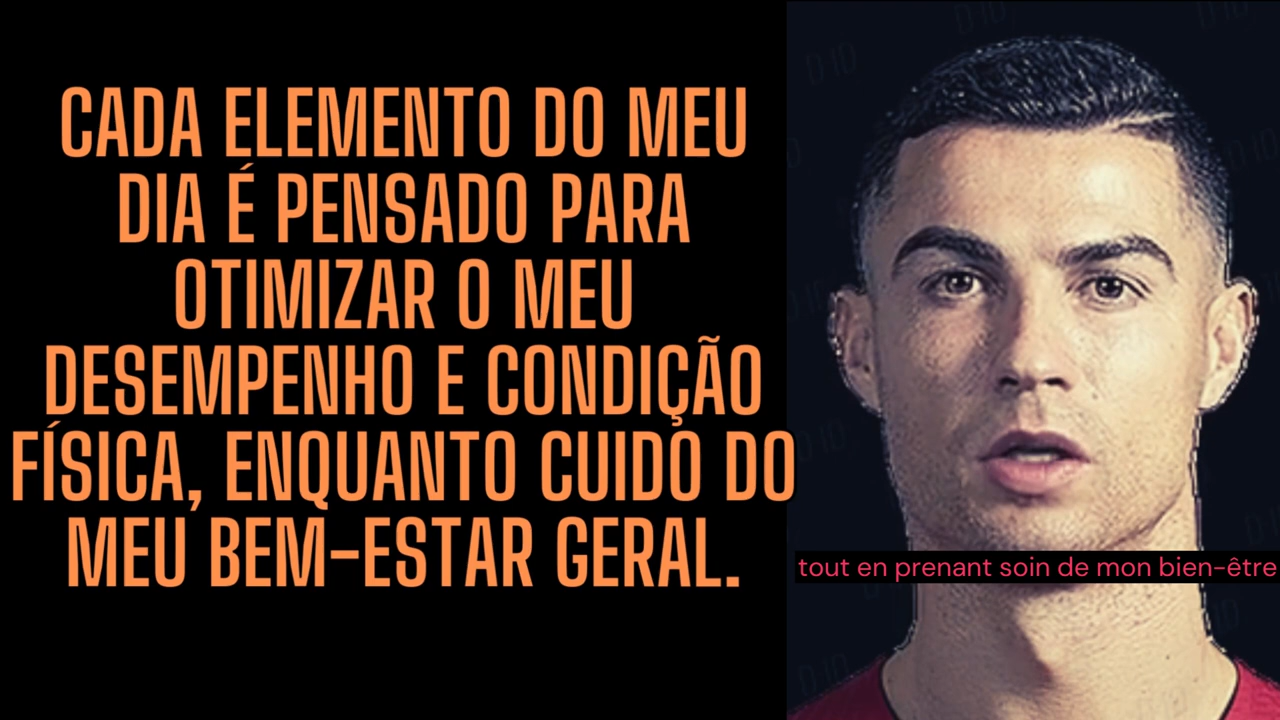 CADA ELEMENTO DO MEU
DIA É PENSADO PARA
OTIMIZAR O MEU
DESEMPENHO E CONDIÇÃO
FÍSICA, ENQUANTO CUIDO DO
MEU BEM-ESTAR GERAL.
tout en prenant soin de mon bien-être